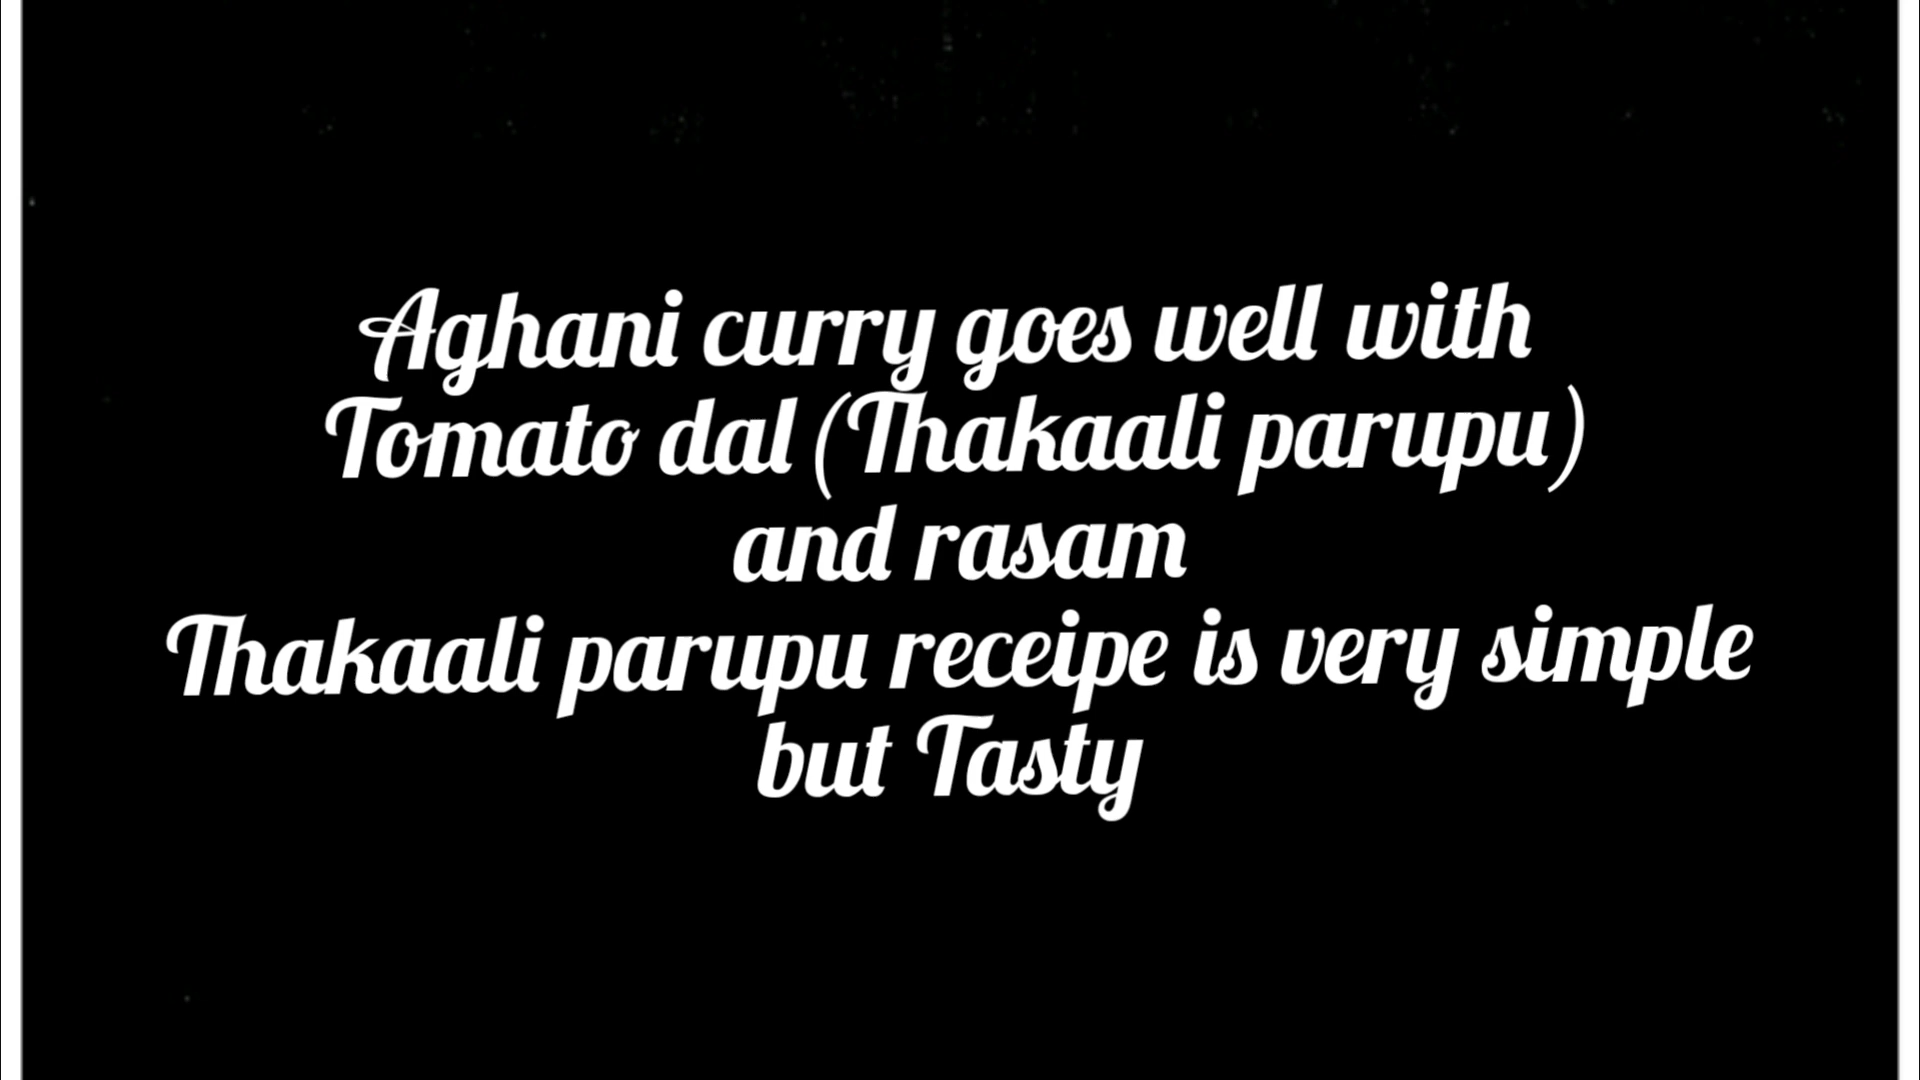 Aghani curry goes well with
Tomato dal (Thakaali parupu)
and rasam
Thakaali parupu receipe is very simple
but Tasty